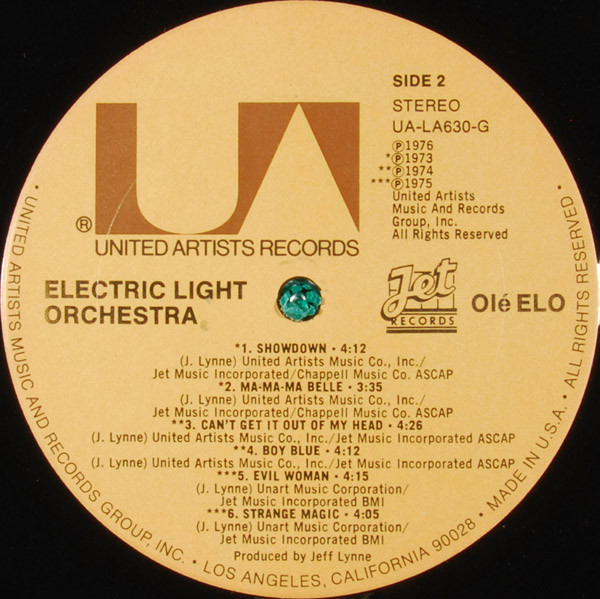 SIDE 2
STEREO
UA-LA630-G
Ⓟ1976
*Ⓟ1973
**Ⓟ1974
***Ⓟ1975
United Artists
Music And Records
Group, Inc.
All Rights Reserved
UA
®
UNITED ARTISTS RECORDS
ELECTRIC LIGHT
ORCHESTRA
Jet
RECORDS
Olé ELO
*1. SHOWDOWN • 4:12
(J. Lynne) United Artists Music Co., Inc./
Jet Music Incorporated/Chappell Music Co. ASCAP
*2. MA-MA-MA BELLE • 3:35
(J. Lynne) United Artists Music Co., Inc./
Jet Music Incorporated/Chappell Music Co. ASCAP
**3. CAN'T GET IT OUT OF MY HEAD • 4:26
(J. Lynne) United Artists Music Co., Inc./Jet Music Incorporated ASCAP
**4. BOY BLUE • 4:12
(J. Lynne) United Artists Music Co., Inc./Jet Music Incorporated ASCAP
***5. EVIL WOMAN • 4:15
(J. Lynne) Unart Music Corporation/
Jet Music Incorporated BMI
***6. STRANGE MAGIC • 4:05
(J. Lynne) Unart Music Corporation/
Jet Music Incorporated BMI
Produced by Jeff Lynne
• UNITED ARTISTS MUSIC AND RECORDS GROUP, INC. • LOS ANGELES, CALIFORNIA 90028 • MADE IN U.S.A. • ALL RIGHTS RESERVED •